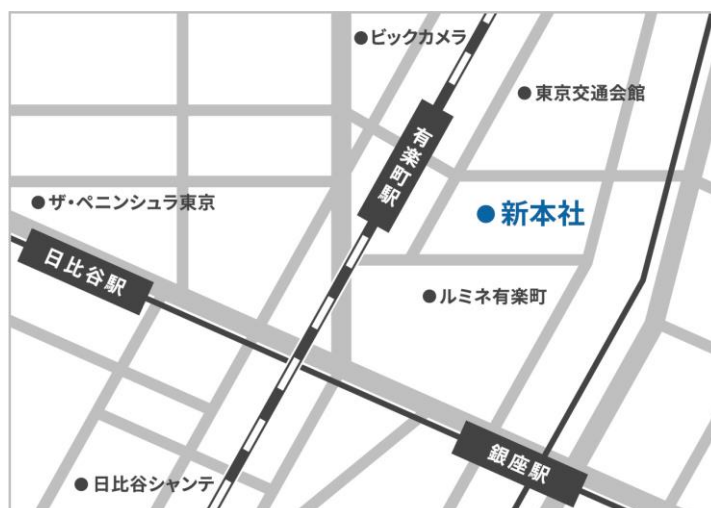 ●ビックカメラ
●東京交通会館
有楽町駅
●ザ・ペニンシュラ東京
●新本社
日比谷駅
●ルミネ有楽町
銀座駅
●日比谷シャンテ